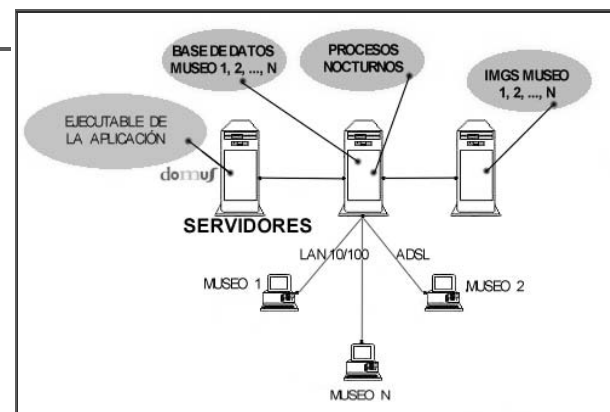 BASE DE DATOS
MUSEO 1, 2, ..., N
PROCESOS
NOCTURNOS
IMGS MUSEO
1, 2, ..., N
EJECUTABLE DE
LA APLICACIÓN
domus
SERVIDORES
LAN 10/100
ADSL
MUSEO 1
MUSEO 2
MUSEO N